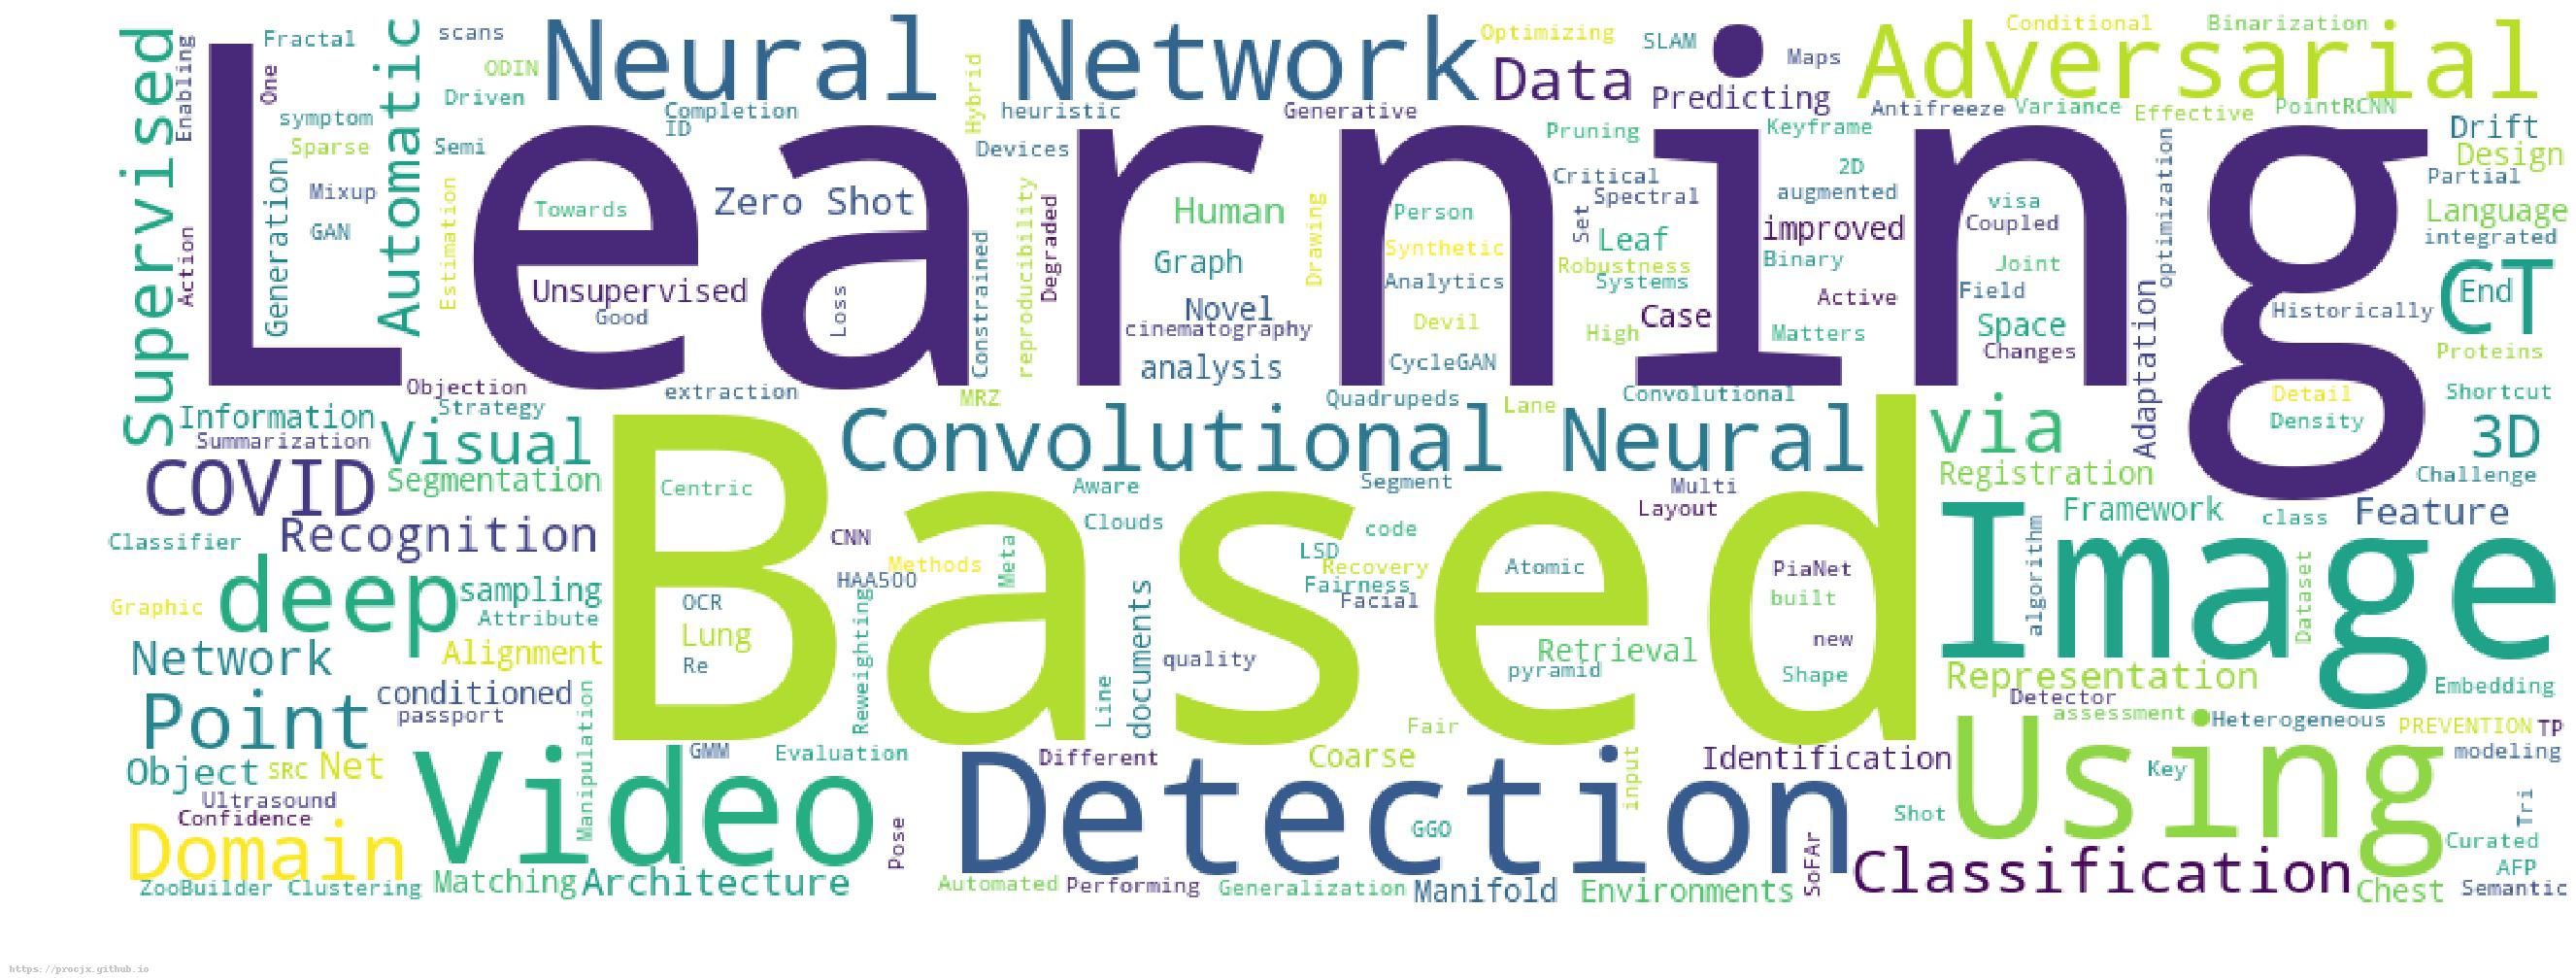 Supervised
Enabling
Fractal
One
Automatic
scans
ODIN
Driven
Neural Network
Completion
ID
Hybrid
heuristic
Generative
Optimizing
SLAM
Data
Predicting
Maps
Adversarial
Conditional
Binarization
Antifreeze
Variance
Effective
PointRCNN
Drift
Design
Learning
symptom
Sparse
Semi
Devices
Pruning
Keyframe
2D
optimization
Partial
Mixup
GAN
Generation
Action
Estimation
Towards
Zero Shot
Unsupervised
Good
Loss
Constrained
reproducibility
Degraded
Human
Graph
Novel
cinematography
analysis
Drawing
Person
Synthetic
Analytics
Devil
CycleGAN
Critical
Spectral
Set
Leaf
Robustness
Systems
High
Case
augmented
improved
Binary
Active
Matters
visa
Coupled
Joint
Field
Space
Changes
Adaptation
Historically
Language
integrated
CT
End
Proteins
Objection
Strategy
extraction
MRZ
Quadrupeds
Lane
Convolutional
Detail
Density
Shortcut
Information
Summarization
Visual
Segmentation
Convolutional Neural
via
Registration
3D
Challenge
COVID
Recognition
Classifier
Based
Centric
Aware
Clouds
Segment
Multi
Layout
Framework
class
Feature
CNN
Methods
HAA500
Meta
LSD
code
Recovery
Fairness
Facial
Atomic
PiaNet
built
new
Image
algorithm
Dataset
Graphic
deep
sampling
Attribute
OCR
Lung
Re
Reweighting
documents
quality
Line
Retrieval
pyramid
Shape
Representation
Detector
Embedding
Network
Alignment
conditioned
passport
Point
Manipulation
assessment
Heterogeneous
PREVENTION
TP
modeling
Object
SRC
Net
GMM
Evaluation
Different
Fair
Coarse
input
Identification
Using
Key
Ultrasound
Confidence
Video
Pose
Detection
GGO
Shot
Tri
Domain
SoFAr
Classification
Curated
AFP
ZooBuilder
Clustering
Matching
Architecture
Automated
Performing
Generalization
Manifold
Environments
Chest
Semantic
https://procjx.github.io